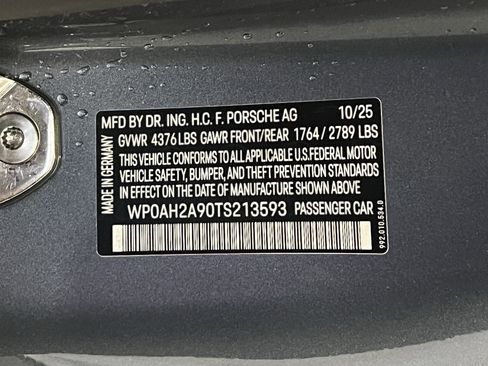 MFD BY DR. ING. H.C. F. PORSCHE AG 10/25
GVWR 4376 LBS GAWR FRONT/REAR 1764 / 2789 LBS
THIS VEHICLE CONFORMS TO ALL APPLICABLE U.S. FEDERAL MOTOR
VEHICLE SAFETY, BUMPER, AND THEFT PREVENTION STANDARDS
IN EFFECT ON THE DATE OF MANUFACTURE SHOWN ABOVE
WP0AH2A90TS213593 PASSENGER CAR
MADE IN GERMANY
992.010.534.0